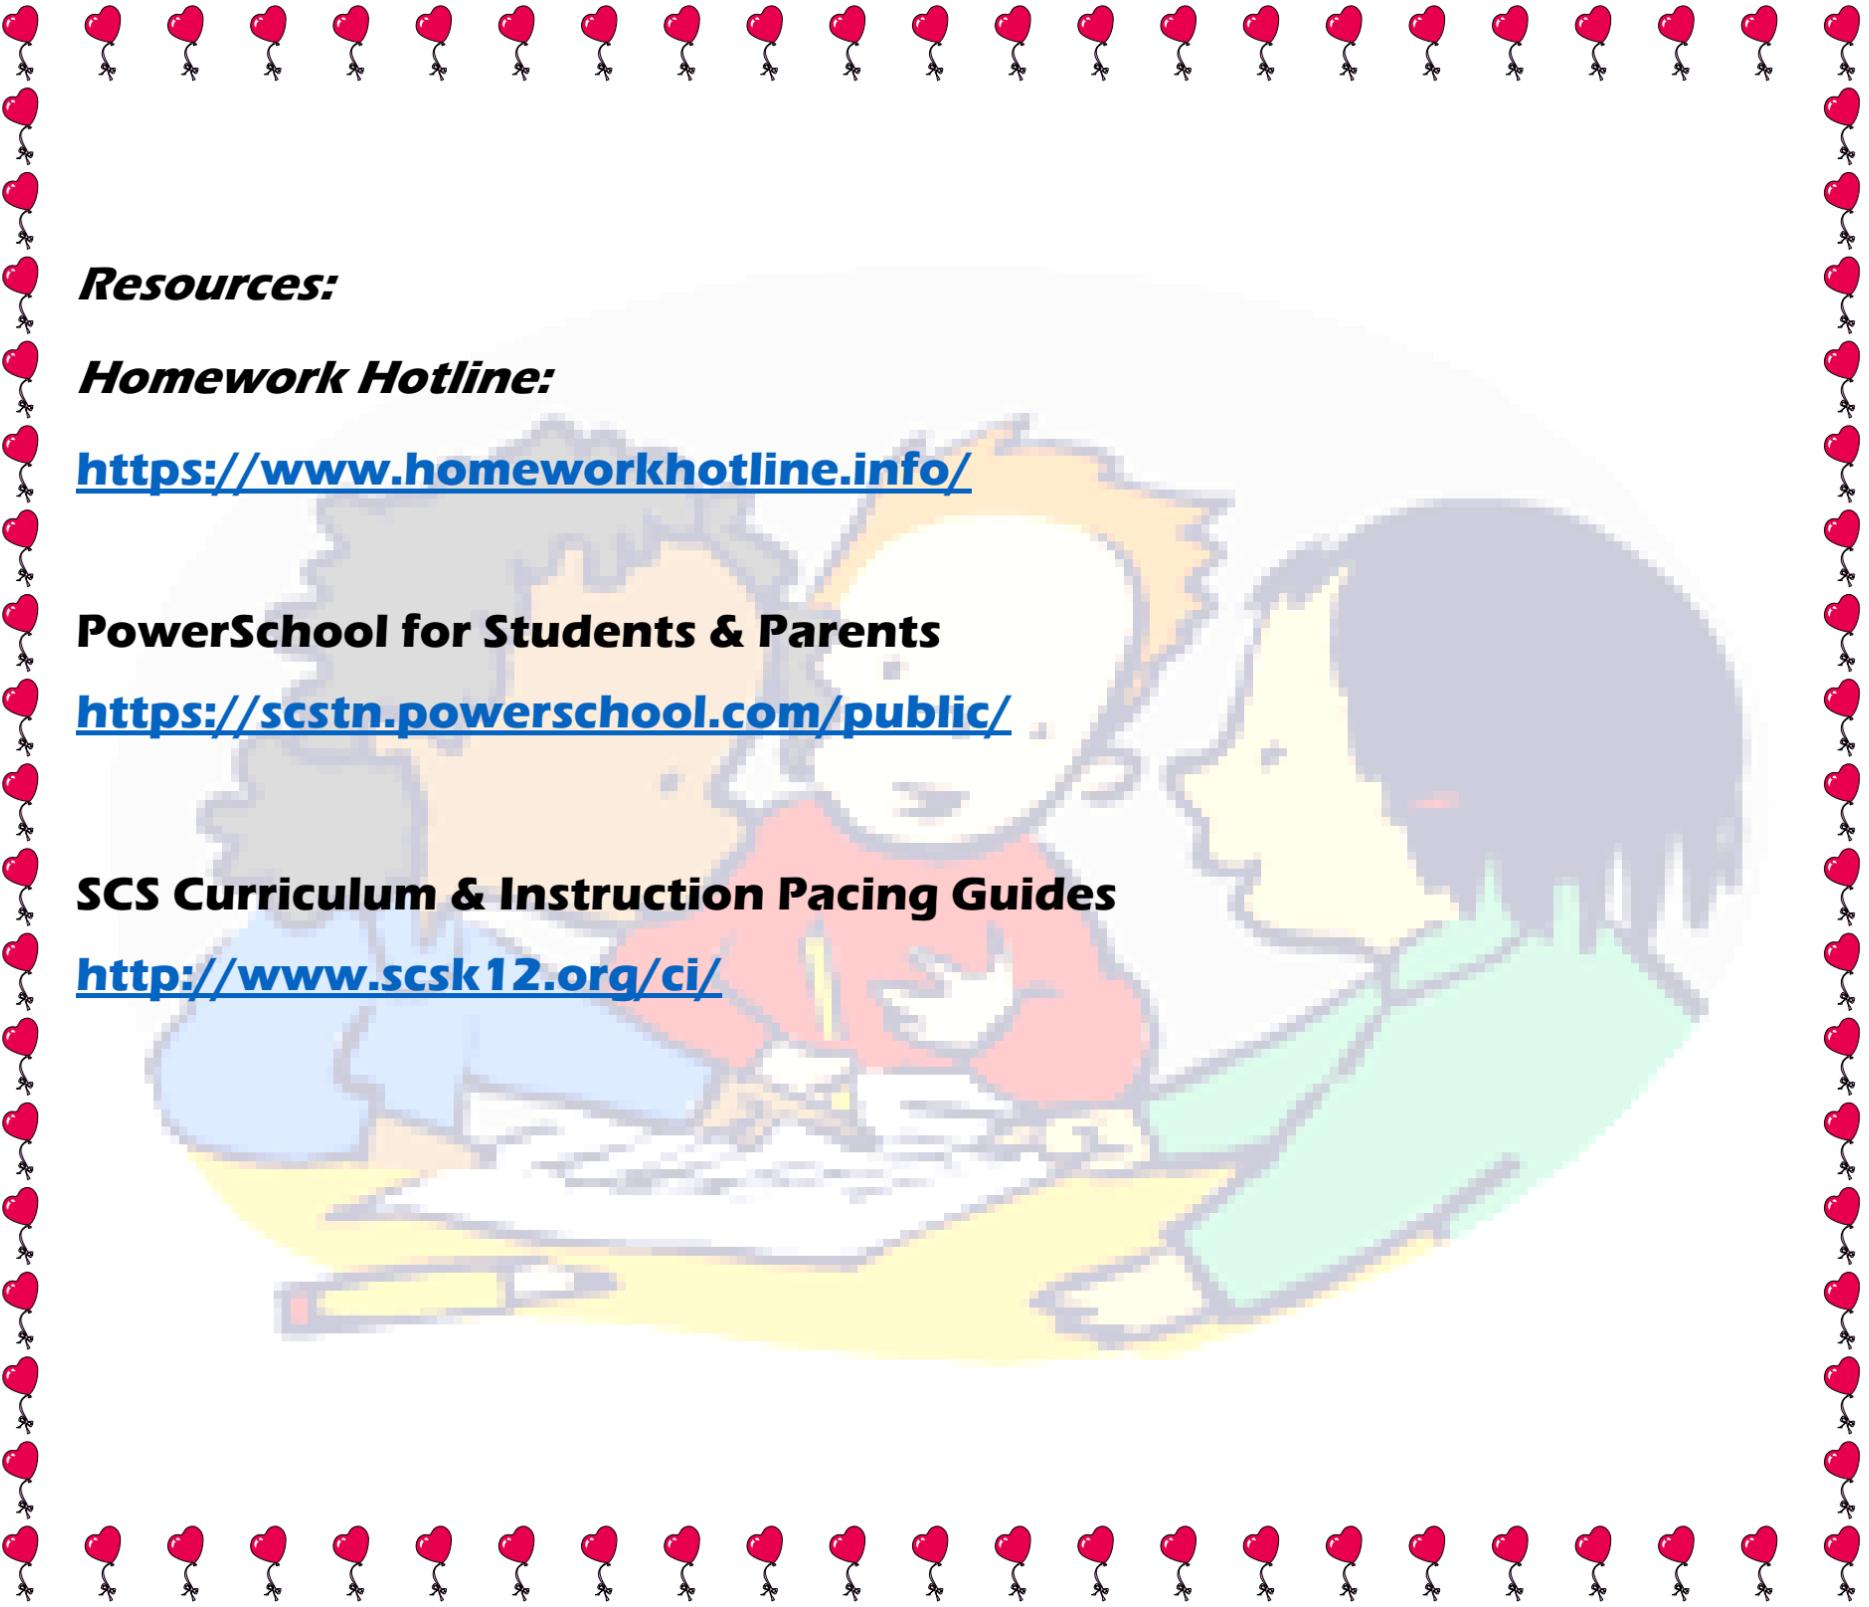 Resources:
Homework Hotline:
https://www.homeworkhotline.info/
PowerSchool for Students & Parents
https://scstn.powerschool.com/public/
SCS Curriculum & Instruction Pacing Guides
http://www.scsk12.org/ci/